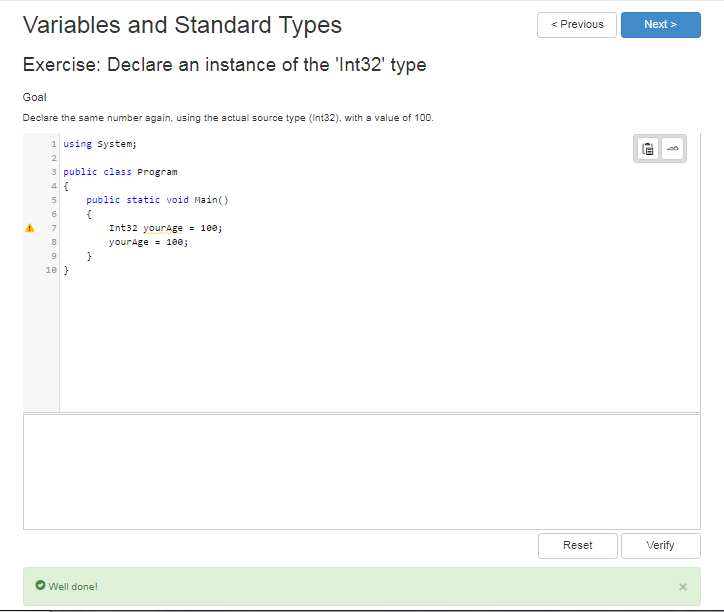 Variables and Standard Types
< Previous
Next >
Exercise: Declare an instance of the 'Int32' type
Goal
Declare the same number again, using the actual source type (Int32), with a value of 100.
1 using System;
2
3 public class Program
4 {
5     public static void Main()
6     {
7         Int32 yourAge = 100;
8         yourAge = 100;
9     }
10 }
Reset
Verify
Well done!
×